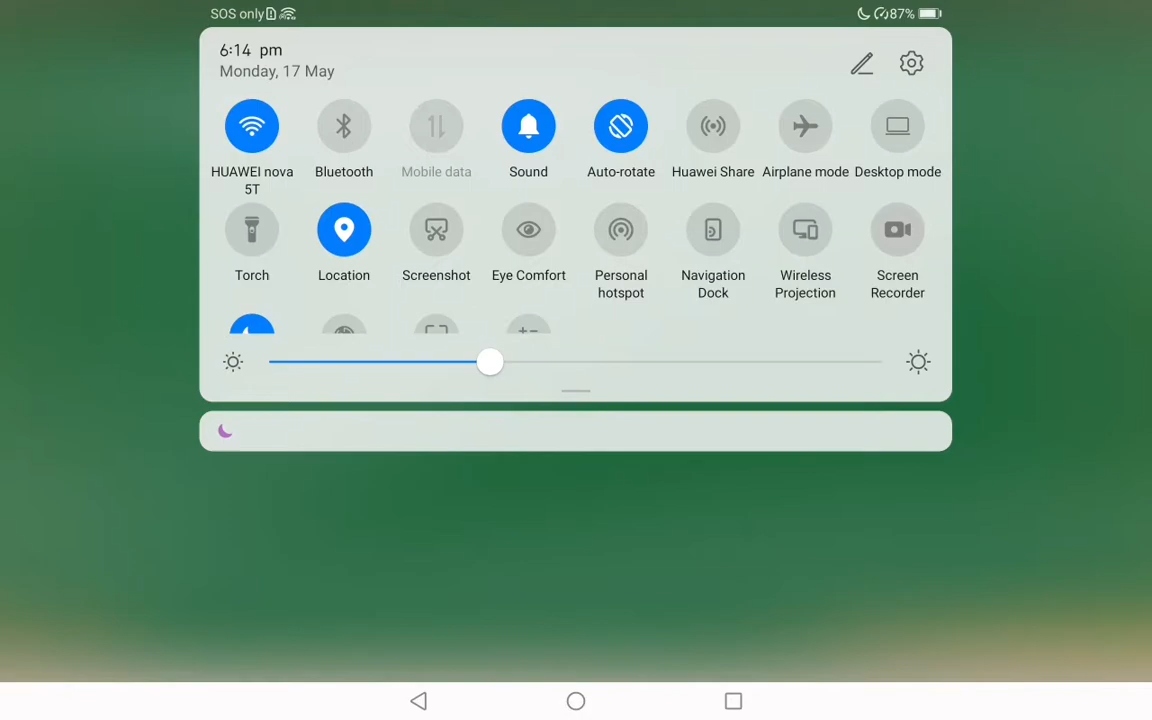 SOS only 87%
6:14 pm
Monday, 17 May
HUAWEI nova 5T Bluetooth Mobile data Sound Auto-rotate Huawei Share Airplane mode Desktop mode
Torch Location Screenshot Eye Comfort Personal hotspot Navigation Dock Wireless Projection Screen Recorder